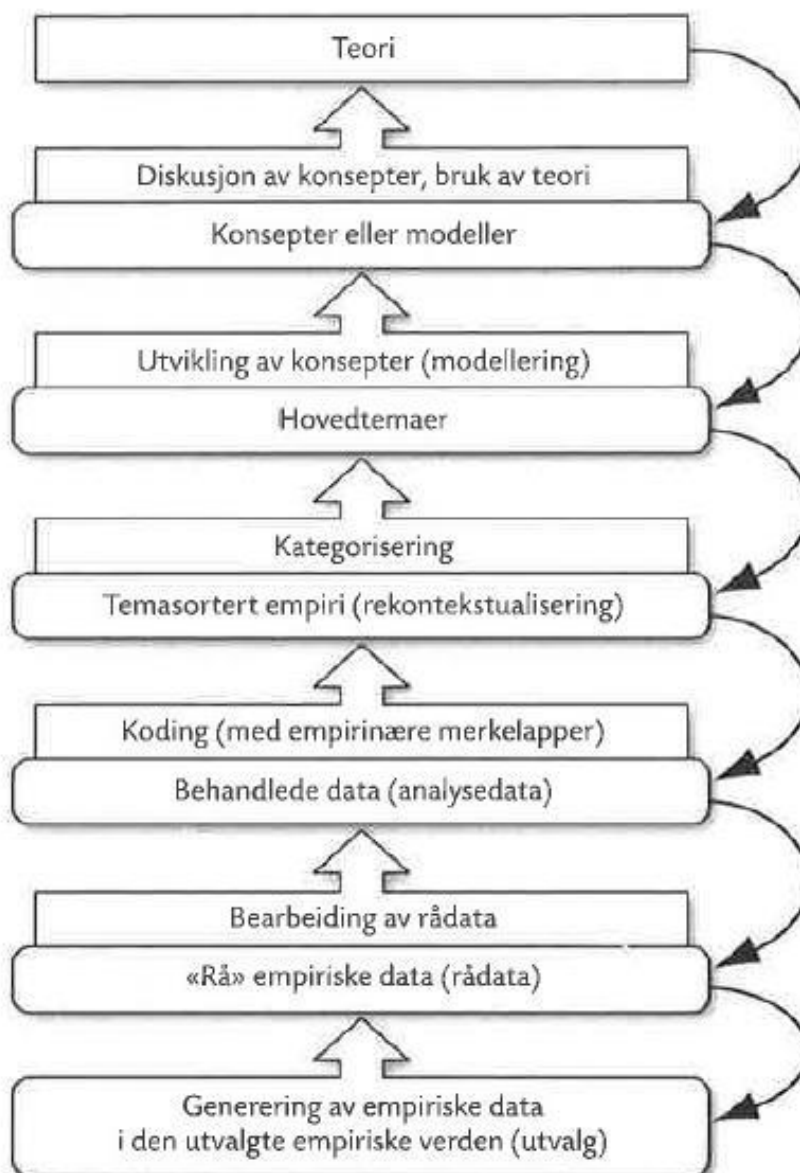 Teori
Diskusjon av konsepter, bruk av teori
Konsepter eller modeller
Utvikling av konsepter (modellering)
Hovedtemaer
Kategorisering
Temasortert empiri (rekontekstualisering)
Koding (med empirinære merkelapper)
Behandlede data (analysedata)
Bearbeiding av rådata
«Rå» empiriske data (rådata)
Generering av empiriske data
i den utvalgte empiriske verden (utvalg)